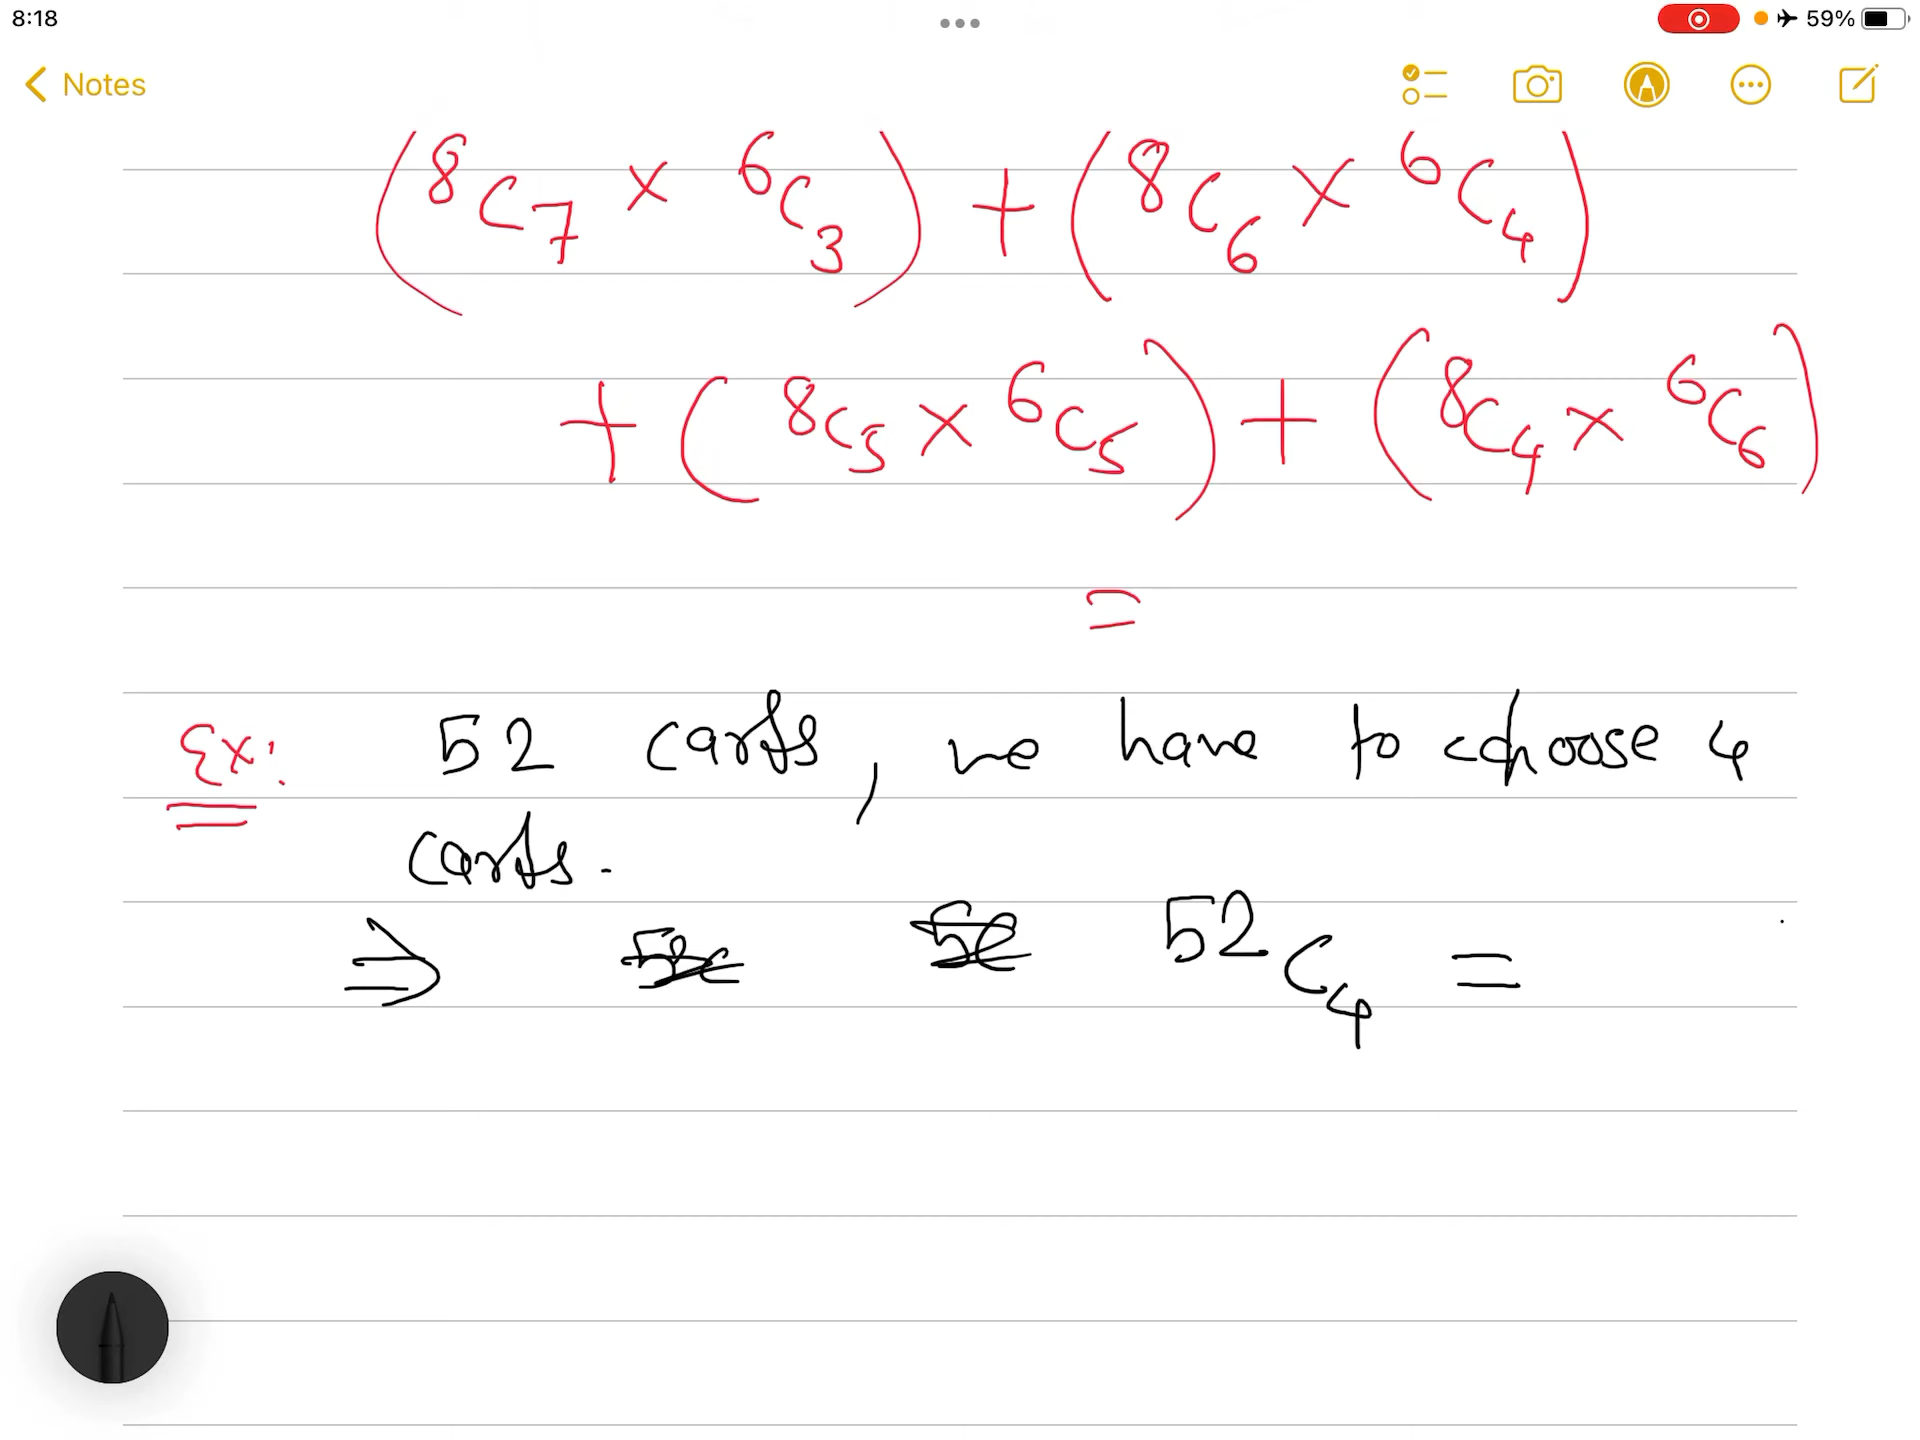 8:18
59%
Notes
(⁸C₇ × ⁶C₃) + (⁸C₆ × ⁶C₄)
+ (⁸C₅ × ⁶C₅) + (⁸C₄ × ⁶C₆)
=
Ex: 52 cards, we have to choose 4
cards.
⇒ ⁵²C₄ =